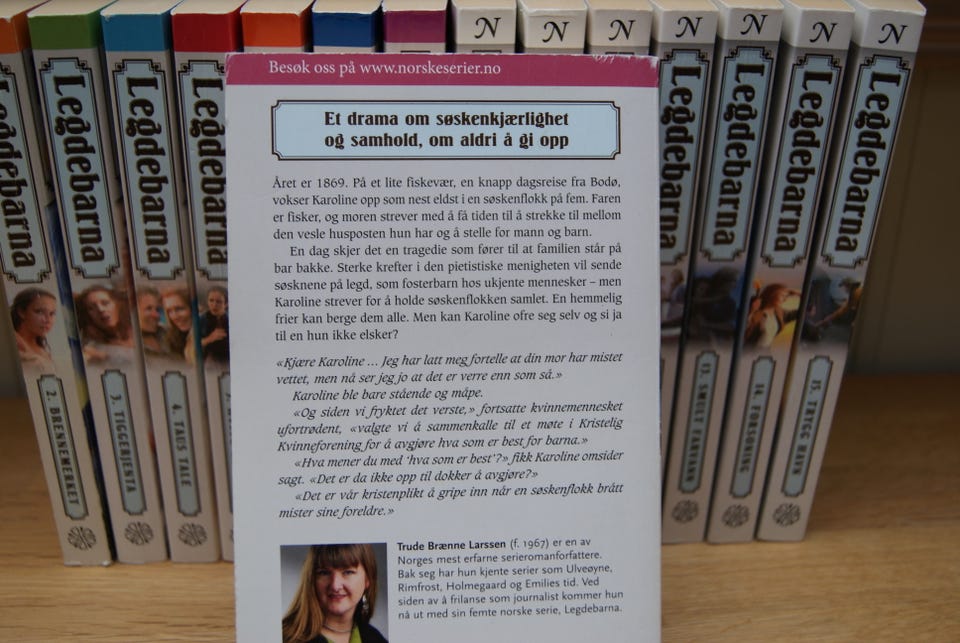 Besøk oss på www.norskeserier.no
Et drama om søskenkjærlighet
og samhold, om aldri å gi opp
Året er 1869. På et lite fiskevær, en knapp dagsreise fra Bodø,
vokser Karoline opp som nest eldst i en søskenflokk på fem. Faren
er fisker, og moren strever med å få tiden til å strekke til mellom
den vesle husposten hun har og å stelle for mann og barn.
En dag skjer det en tragedie som fører til at familien står på
bar bakke. Sterke krefter i den pietistiske menigheten vil sende
søsknene på legd, som fosterbarn hos ukjente mennesker – men
Karoline strever for å holde søskenflokken samlet. En hemmelig
frier kan berge dem alle. Men kan Karoline ofre seg selv og si ja
til en hun ikke elsker?
«Kjære Karoline ... Jeg har latt meg fortelle at din mor har mistet
vettet, men nå ser jeg jo at det er verre enn som så.»
Karoline ble bare stående og måpe.
«Og siden vi fryktet det verste,» fortsatte kvinnemennesket
ufortrødent, «valgte vi å sammenkalle til et møte i Kristelig
Kvinneforening for å avgjøre hva som er best for barna.»
«Hva mener du med 'hva som er best'?» fikk Karoline omsider
sagt. «Det er da ikke opp til dokker å avgjøre?»
«Det er vår kristenplikt å gripe inn når en søskenflokk brått
mister sine foreldre.»
Trude Brænne Larssen (f. 1967) er en av
Norges mest erfarne serieromanforfattere.
Bak seg har hun kjente serier som Ulveøyne,
Rimfrost, Holmegaard og Emilies tid. Ved
siden av å frilanse som journalist kommer hun
nå ut med sin femte norske serie, Legdebarna.
Legdebarna
2. BRENNEMERKET
Legdebarna
3. TIGGERJENTA
Legdebarna
4. TAUS TALE
Legdebarna
N
N
N
N
Legdebarna
N
Legdebarna
13. SMULT FARVANN
N
Legdebarna
14. FORSONING
N
Legdebarna
15. TRYGG HAVN